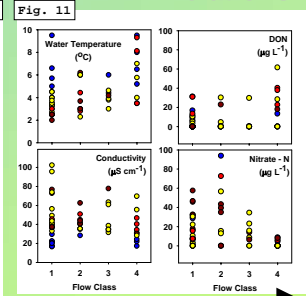 Fig. 11
10
8
6
4
2
0
Water Temperature
(°C)
100
80
60
40
20
0
DON
(µg L⁻¹)
100
80
60
40
20
0
Conductivity
(µS cm⁻¹)
1 2 3 4
Flow Class
100
80
60
40
20
0
Nitrate - N
(µg L⁻¹)
1 2 3 4
Flow Class